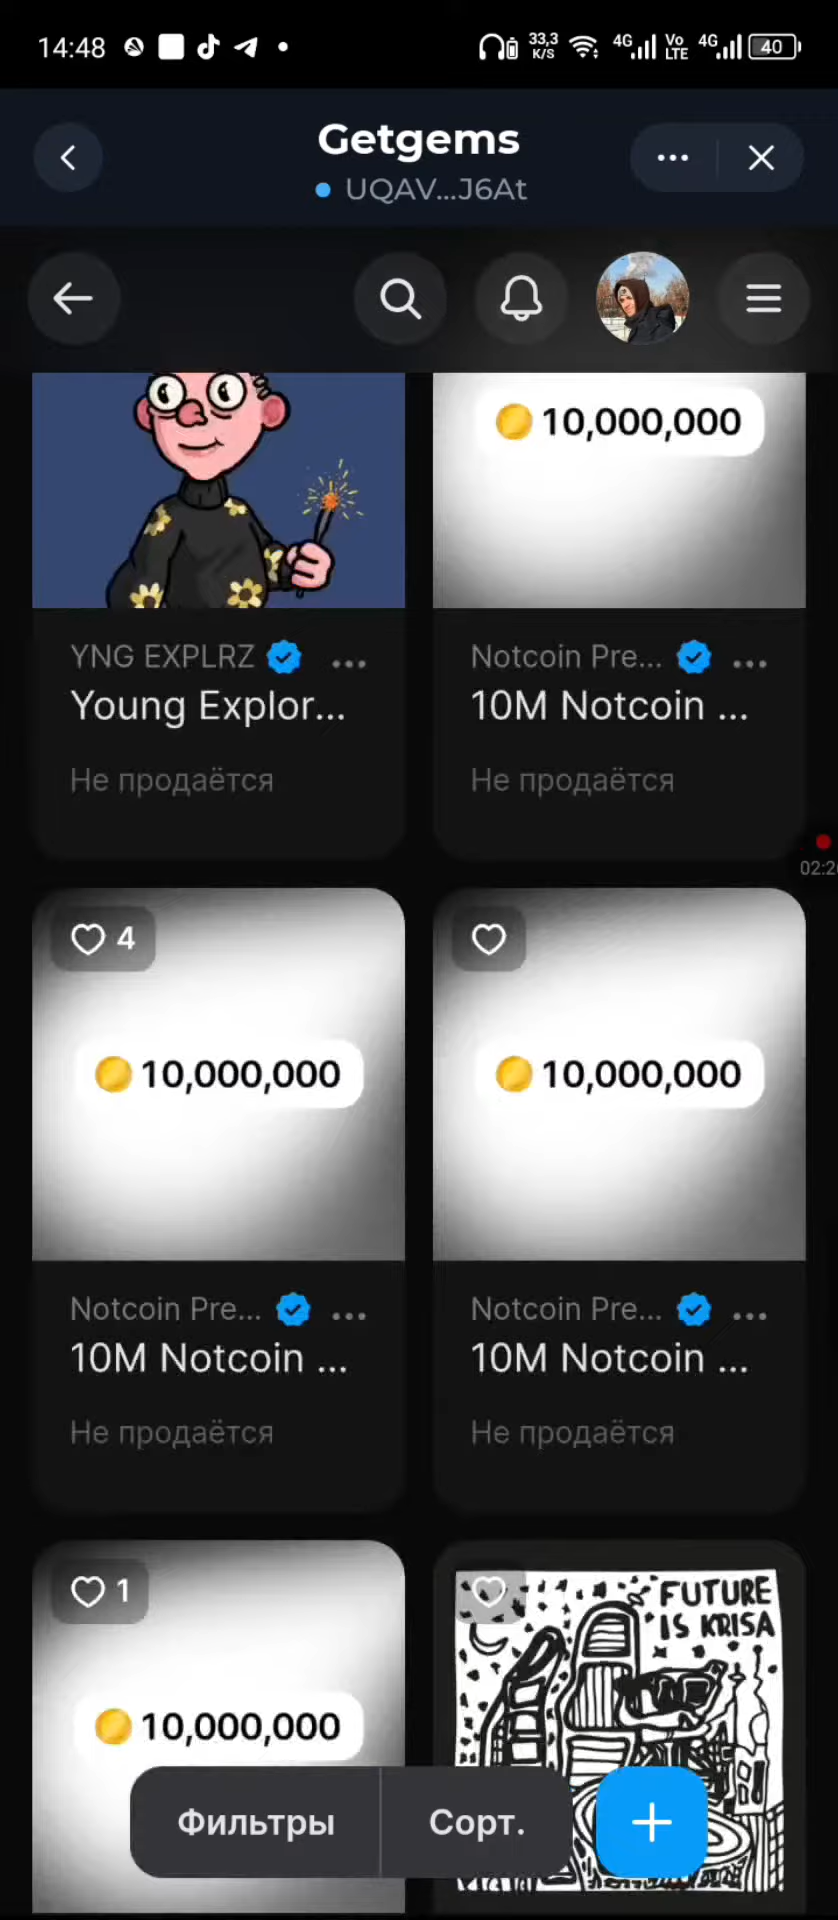 14:48
33,3 K/S
4G
Vo LTE
4G
40
Getgems
UQAV...J6At
10,000,000
YNG EXPLRZ
Young Explor...
Не продаётся
Notcoin Pre...
10M Notcoin ...
Не продаётся
4
10,000,000
10,000,000
Notcoin Pre...
10M Notcoin ...
Не продаётся
Notcoin Pre...
10M Notcoin ...
Не продаётся
1
10,000,000
FUTURE
IS KRISA
Фильтры
Сорт.